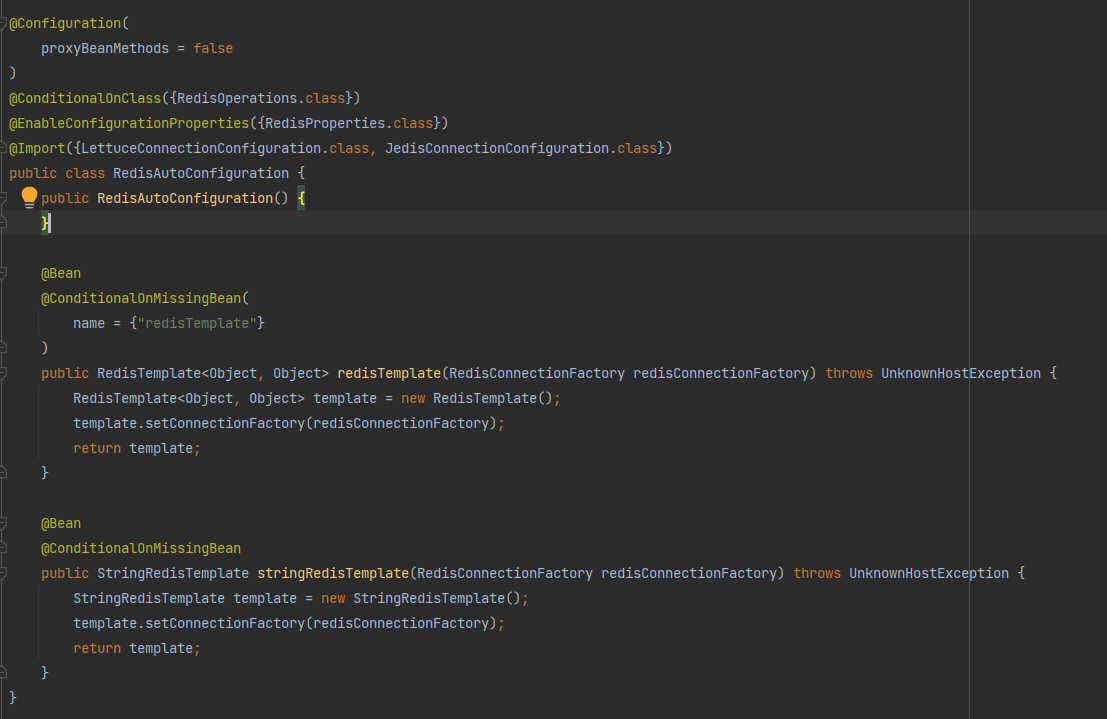 @Configuration(
    proxyBeanMethods = false
)
@ConditionalOnClass({RedisOperations.class})
@EnableConfigurationProperties({RedisProperties.class})
@Import({LettuceConnectionConfiguration.class, JedisConnectionConfiguration.class})
public class RedisAutoConfiguration {
    public RedisAutoConfiguration() {
    }
    @Bean
    @ConditionalOnMissingBean(
        name = {"redisTemplate"}
    )
    public RedisTemplate<Object, Object> redisTemplate(RedisConnectionFactory redisConnectionFactory) throws UnknownHostException {
        RedisTemplate<Object, Object> template = new RedisTemplate();
        template.setConnectionFactory(redisConnectionFactory);
        return template;
    }
    @Bean
    @ConditionalOnMissingBean
    public StringRedisTemplate stringRedisTemplate(RedisConnectionFactory redisConnectionFactory) throws UnknownHostException {
        StringRedisTemplate template = new StringRedisTemplate();
        template.setConnectionFactory(redisConnectionFactory);
        return template;
    }
}